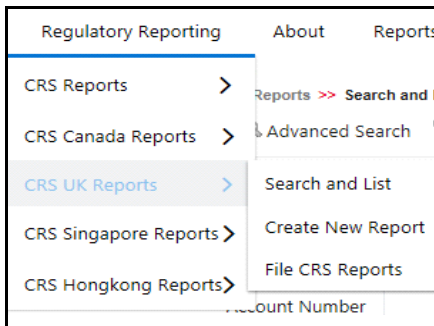 Regulatory Reporting About Reports
CRS Reports
Reports >> Search and
CRS Canada Reports
Advanced Search
CRS UK Reports
Search and List
CRS Singapore Reports
Create New Report
File CRS Reports
CRS Hongkong Reports
Account Number